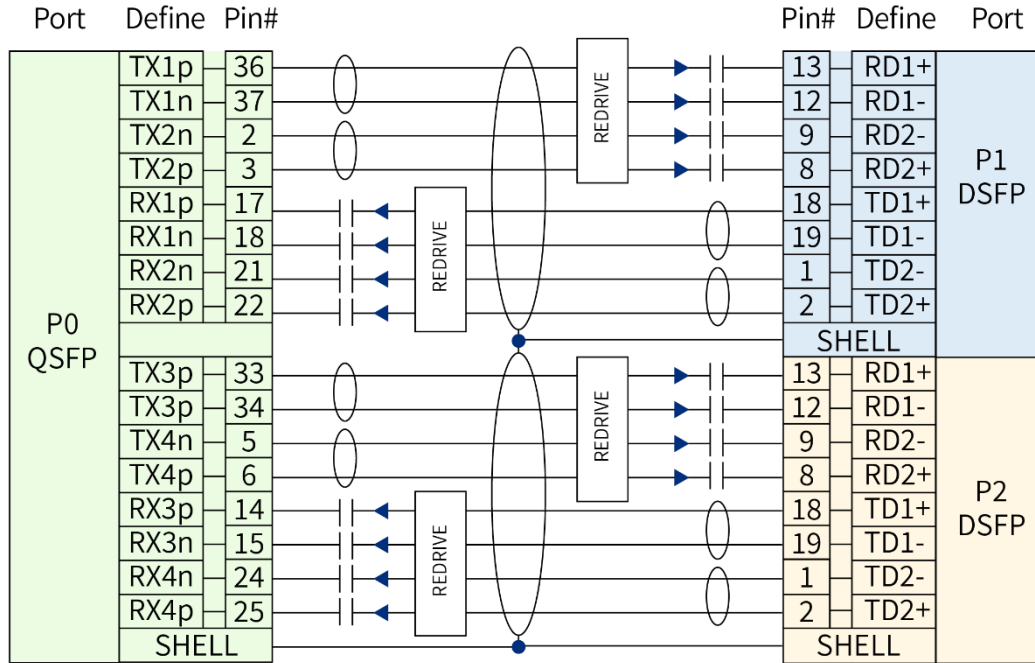 Port Define Pin# Pin# Define Port
TX1p 36 REDRIVE 13 RD1+
TX1n 37 12 RD1-
TX2n 2 9 RD2-
TX2p 3 8 RD2+
P1
DSFP
RX1p 17 REDRIVE 18 TD1+
RX1n 18 19 TD1-
RX2n 21 1 TD2-
RX2p 22 2 TD2+
SHELL
P0
QSFP
TX3p 33 REDRIVE 13 RD1+
TX3p 34 12 RD1-
TX4n 5 9 RD2-
TX4p 6 8 RD2+
P2
DSFP
RX3p 14 REDRIVE 18 TD1+
RX3n 15 19 TD1-
RX4n 24 1 TD2-
RX4p 25 2 TD2+
SHELL SHELL